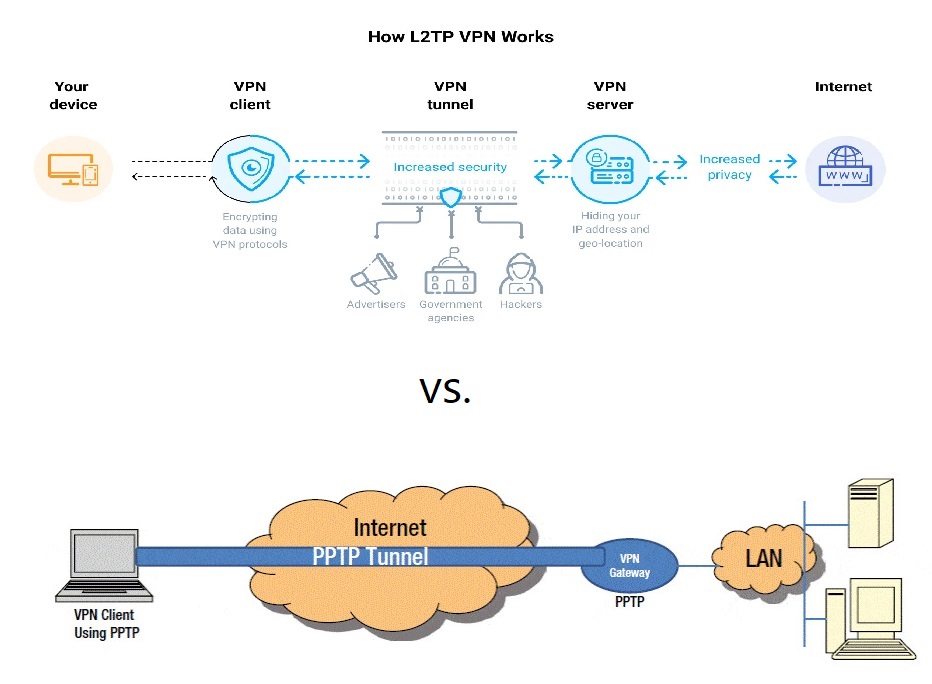 How L2TP VPN Works
Your
device
VPN
client
VPN
tunnel
VPN
server
Internet
Increased security
Increased
privacy
WWW
Encrypting
data using
VPN protocols
Hiding your
IP address and
geo-location
Advertisers
Government
agencies
Hackers
VS.
Internet
PPTP Tunnel
VPN
Gateway
LAN
PPTP
VPN Client
Using PPTP